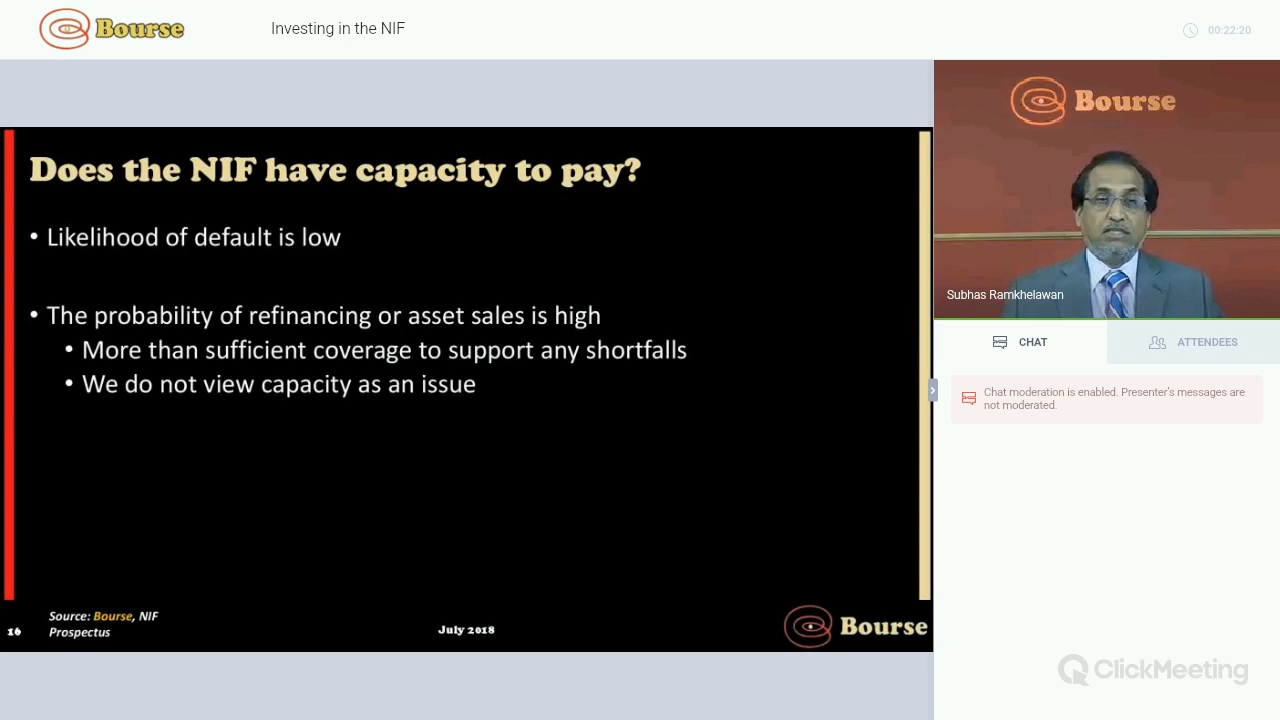 Bourse
Investing in the NIF
00:22:20
Does the NIF have capacity to pay?
• Likelihood of default is low
• The probability of refinancing or asset sales is high
• More than sufficient coverage to support any shortfalls
• We do not view capacity as an issue
Source: Bourse, NIF
Prospectus
16
July 2018
Bourse
Bourse
Subhas Ramkhelawan
CHAT
ATTENDEES
Chat moderation is enabled. Presenter's messages are
not moderated.
ClickMeeting